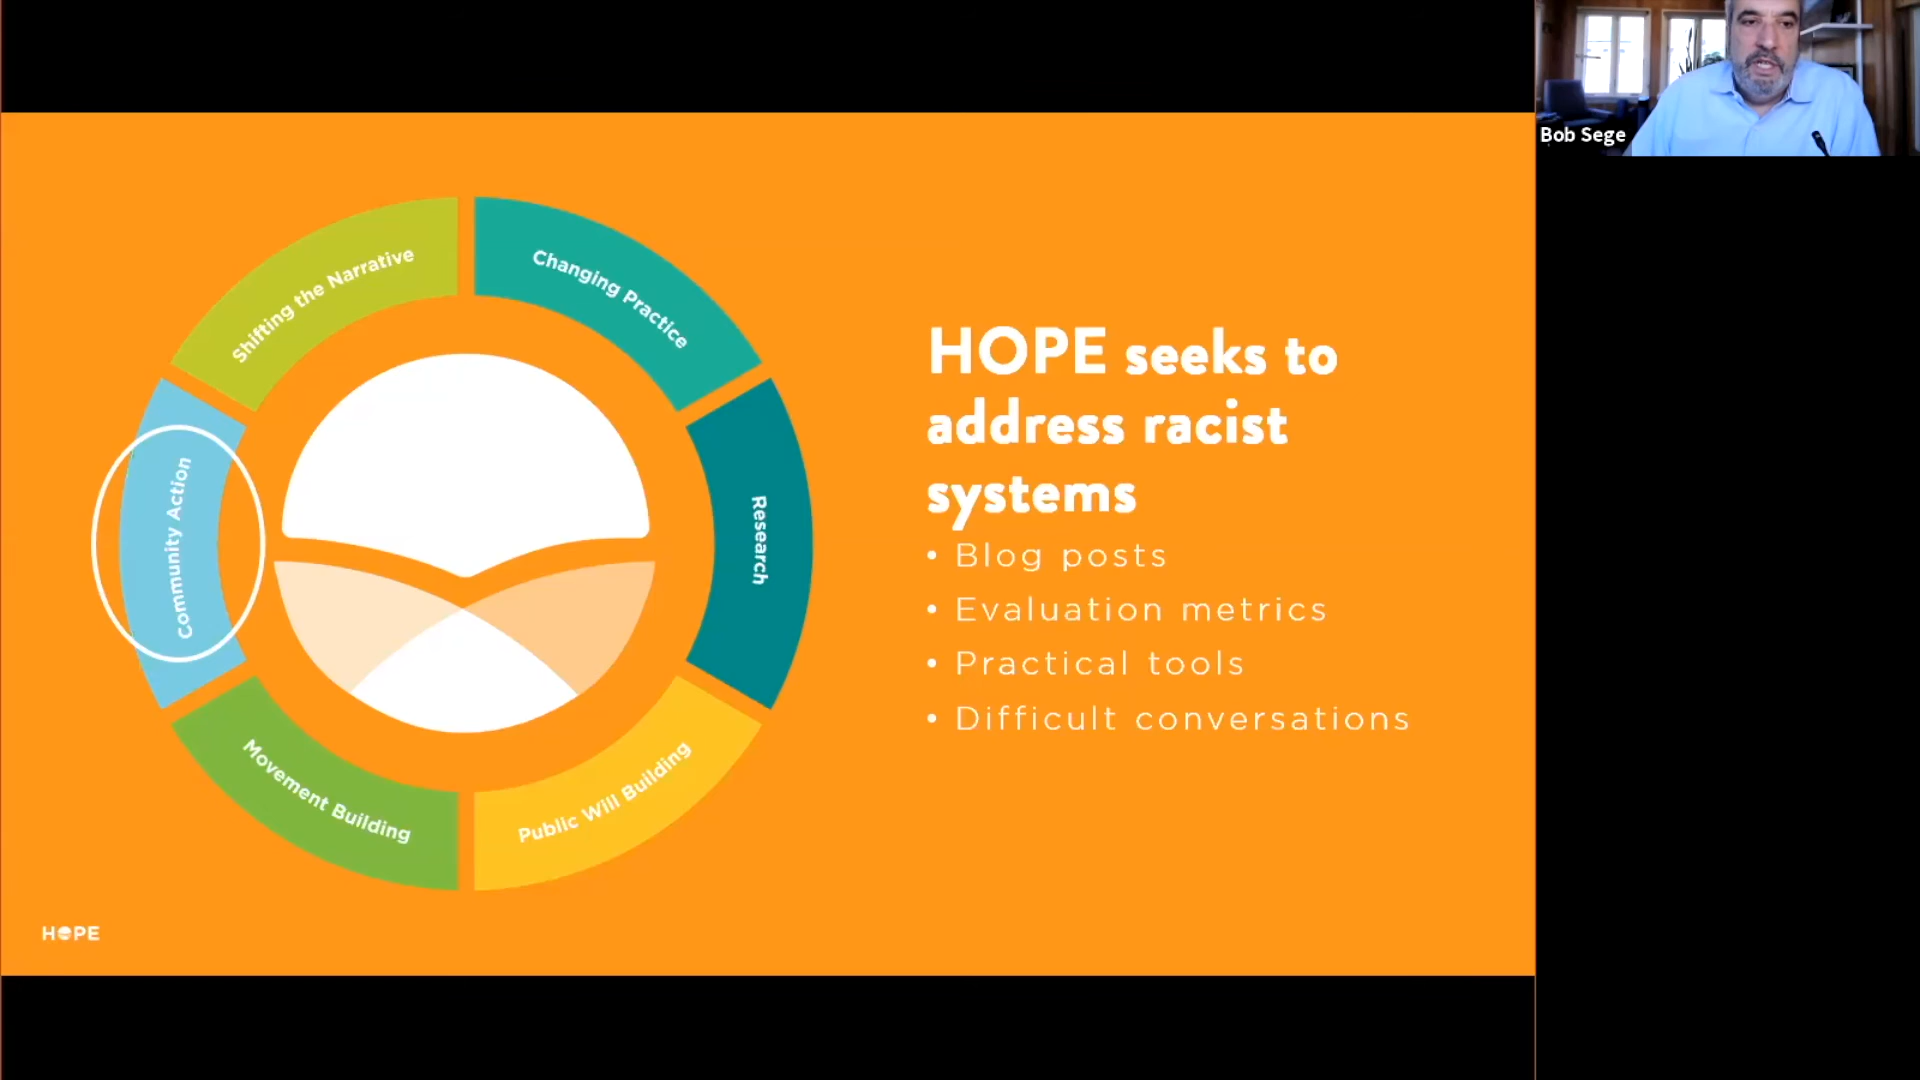 Shifting the Narrative
Changing Practice
Community Action
Research
Movement Building
Public Will Building
HOPE seeks to
address racist
systems
• Blog posts
• Evaluation metrics
• Practical tools
• Difficult conversations
HOPE
Bob Sege